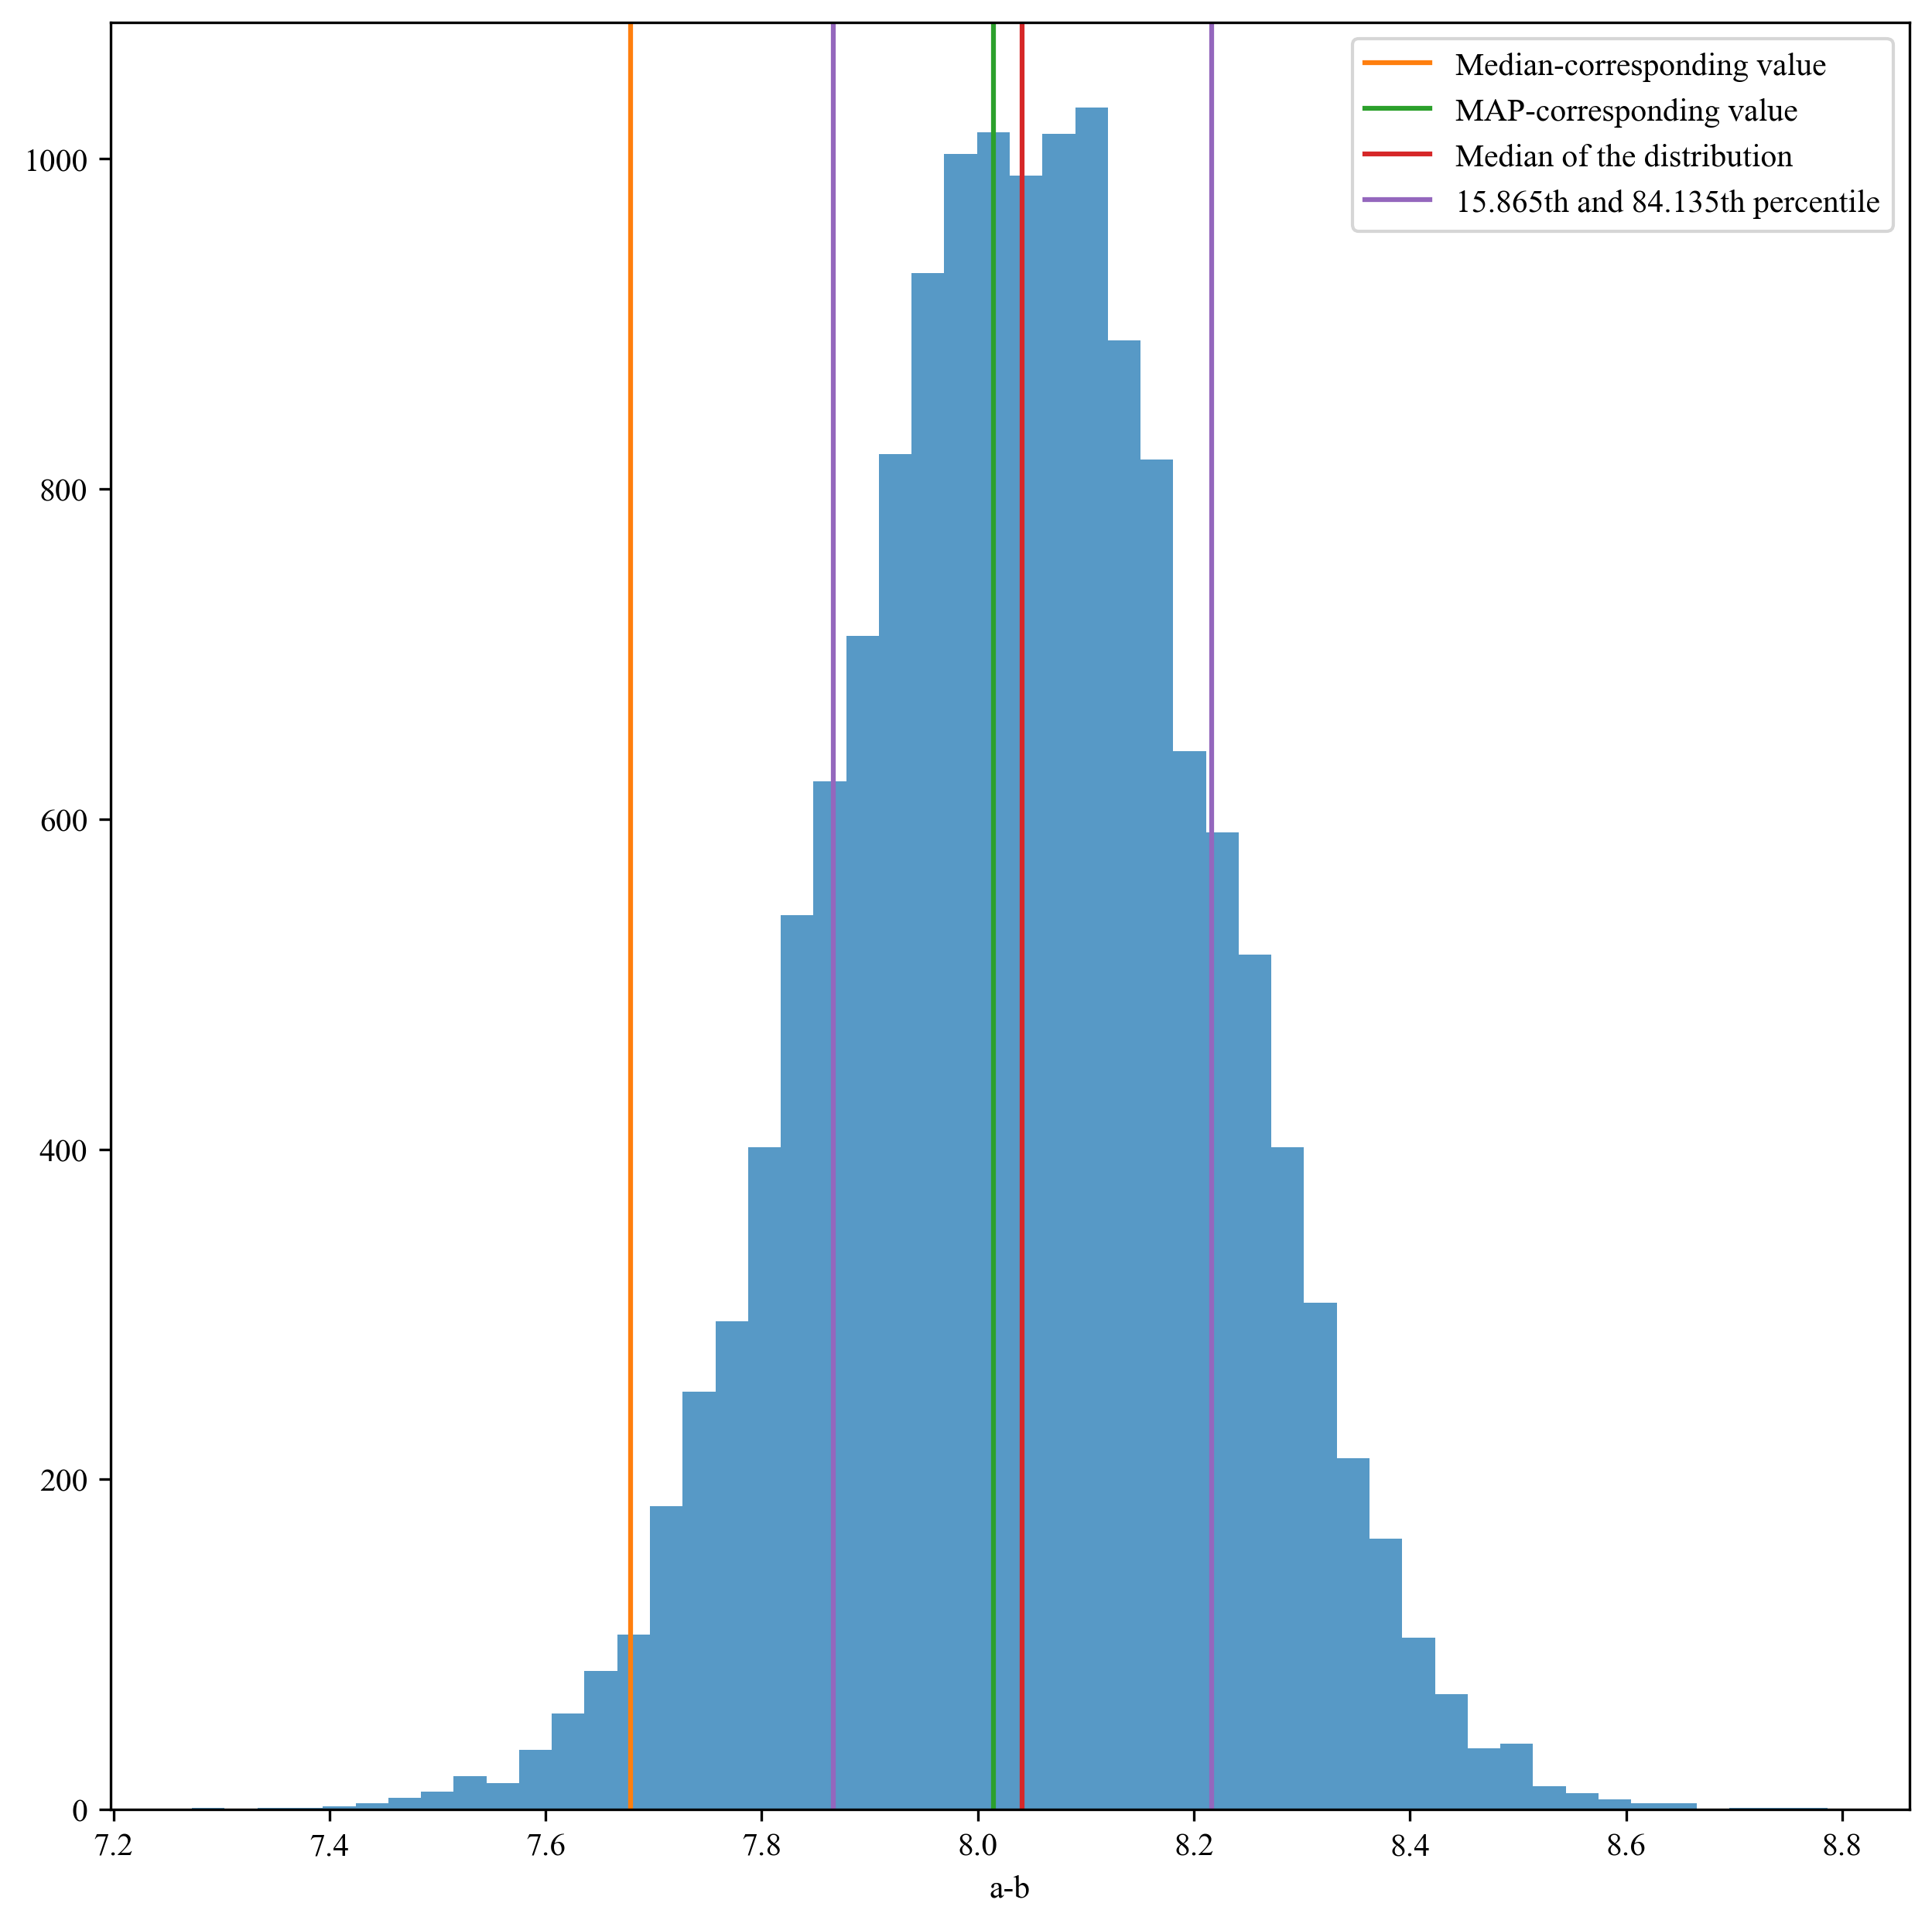 Median-corresponding value
MAP-corresponding value
Median of the distribution
15.865th and 84.135th percentile
1000
800
600
400
200
0
7.2 7.4 7.6 7.8 8.0 8.2 8.4 8.6 8.8
a-b